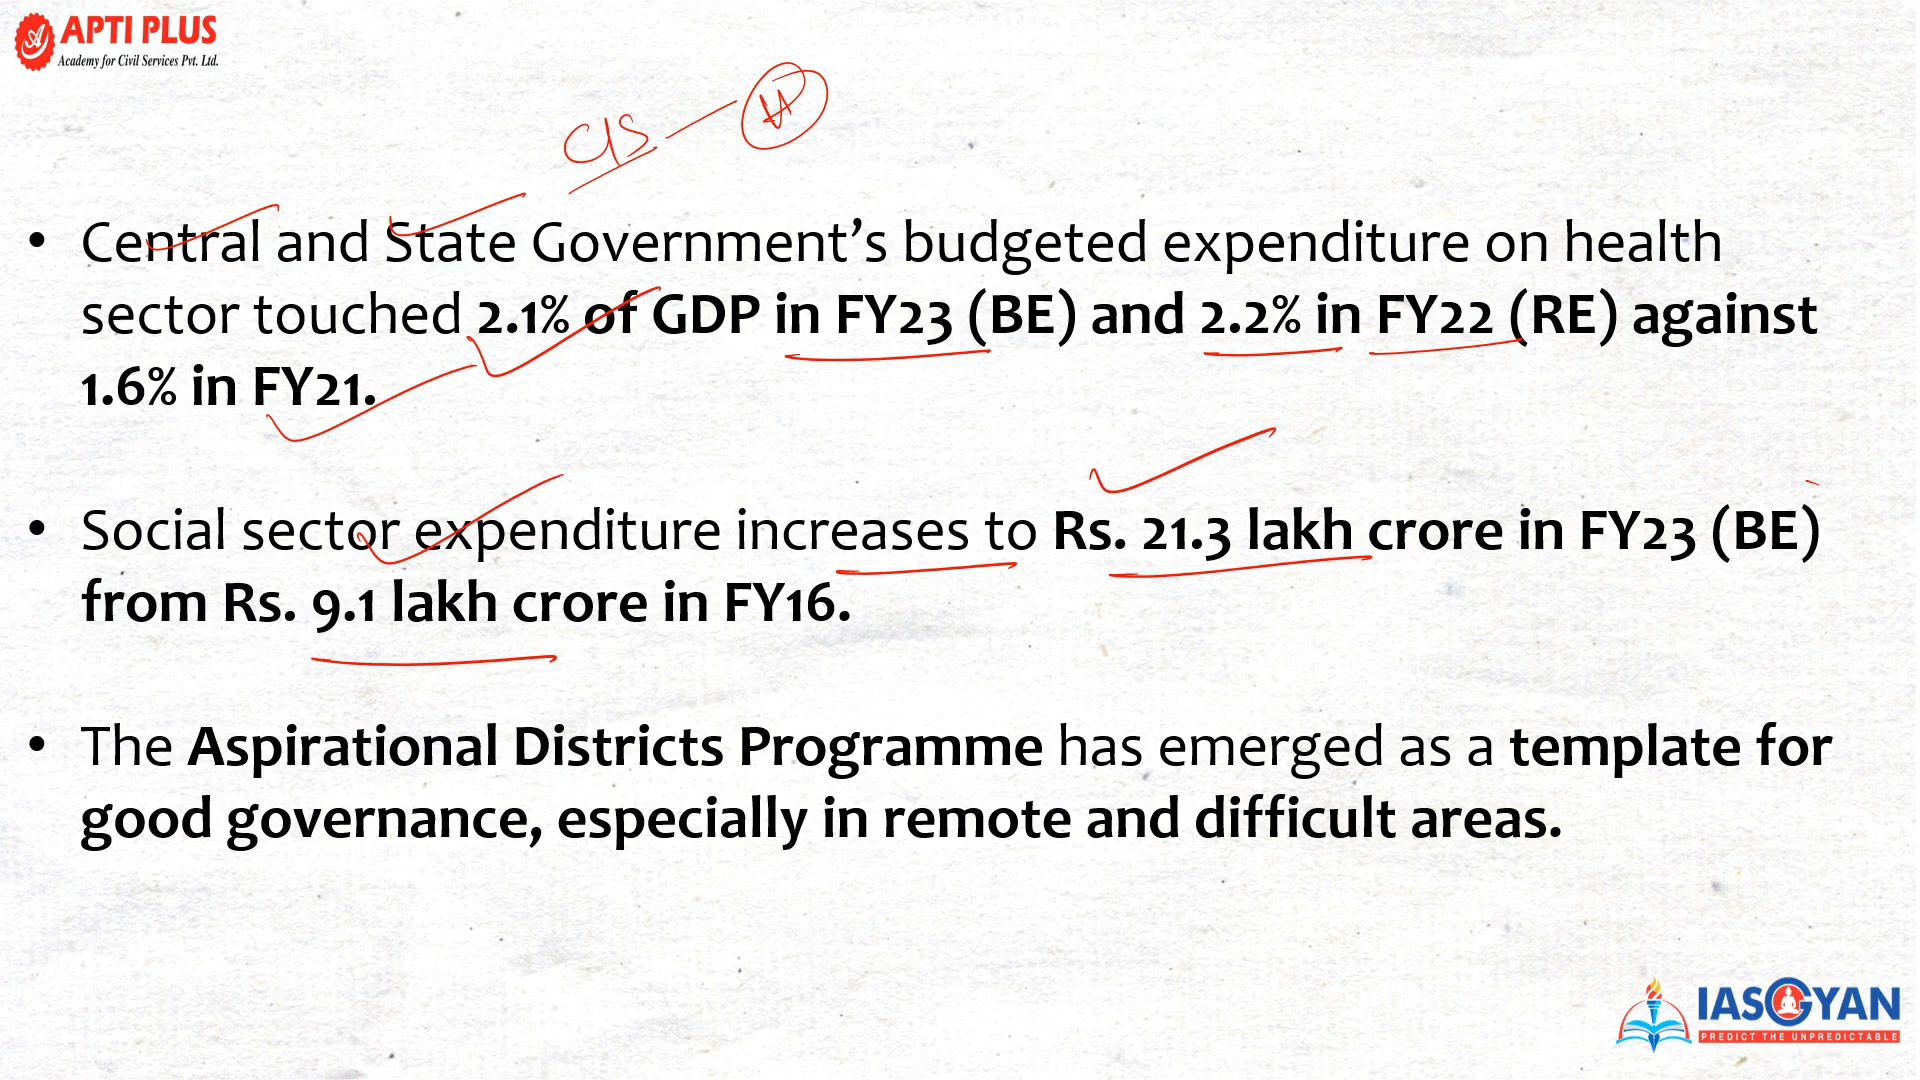 APTI PLUS
Academy for Civil Services Pvt. Ltd.
C/S
• Central and State Government’s budgeted expenditure on health
sector touched 2.1% of GDP in FY23 (BE) and 2.2% in FY22 (RE) against
1.6% in FY21.
• Social sector expenditure increases to Rs. 21.3 lakh crore in FY23 (BE)
from Rs. 9.1 lakh crore in FY16.
• The Aspirational Districts Programme has emerged as a template for
good governance, especially in remote and difficult areas.
IASGYAN
PREDICT THE UNPREDICTABLE